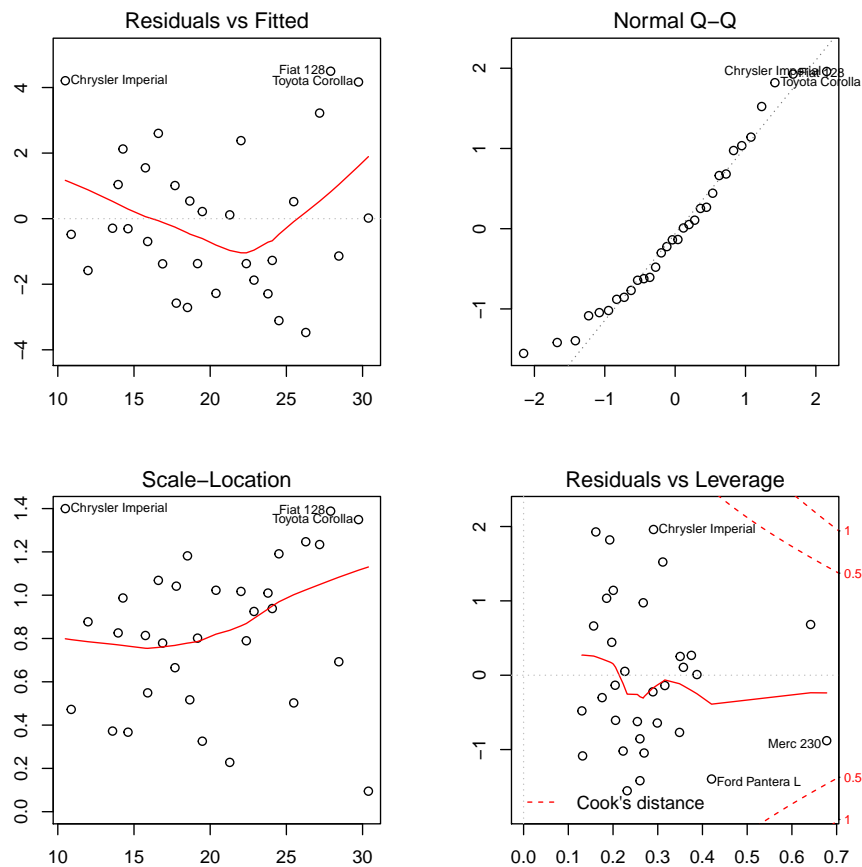 Residuals vs Fitted
4
2
0
−2
−4
Chrysler Imperial
Fiat 128
Toyota Corolla
10 15 20 25 30
Normal Q−Q
2
1
0
−1
Chrysler Imperial
Fiat 128
Toyota Corolla
−2 −1 0 1 2
Scale−Location
1.4
1.2
1.0
0.8
0.6
0.4
0.2
0.0
Chrysler Imperial
Fiat 128
Toyota Corolla
10 15 20 25 30
Residuals vs Leverage
2
1
0
−1
Chrysler Imperial
1
0.5
Merc 230
Ford Pantera L
0.5
Cook's distance
1
0.0 0.1 0.2 0.3 0.4 0.5 0.6 0.7